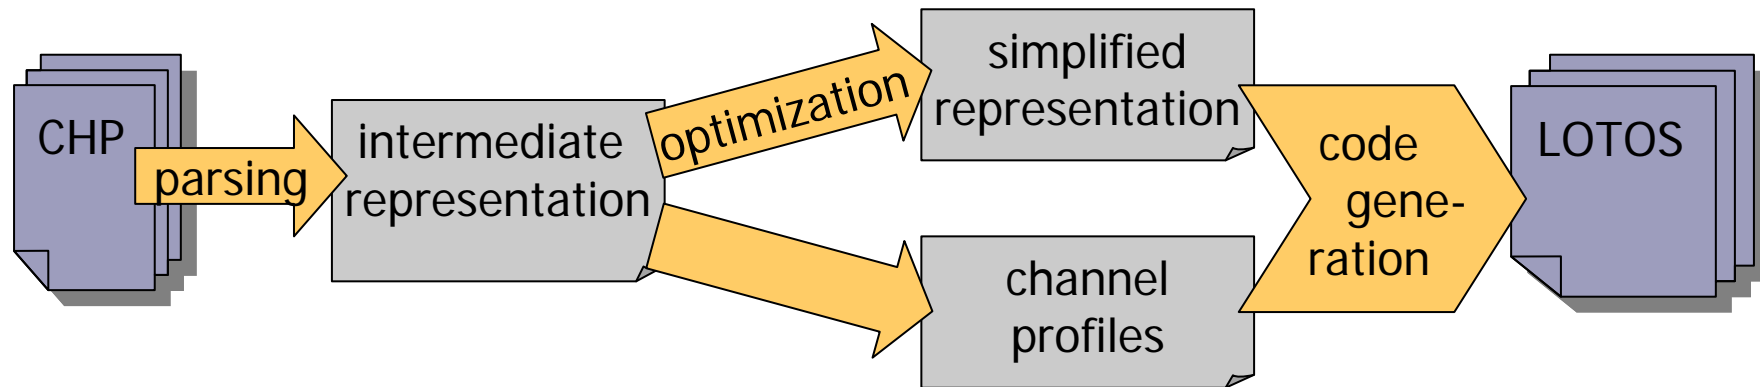 CHP
parsing
intermediate
representation
optimization
simplified
representation
channel
profiles
code
gene-
ration
LOTOS